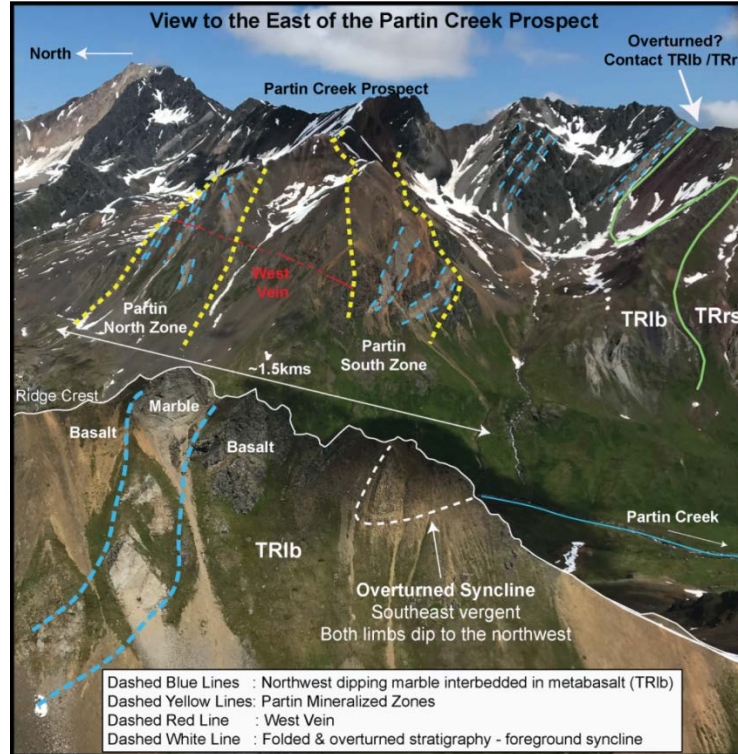 View to the East of the Partin Creek Prospect
North
Overturned?
Contact TRlb /TRr
Partin Creek Prospect
West
Vein
Partin
North Zone
Partin
South Zone
TRlb
TRrs
~1.5kms
Ridge Crest
Marble
Basalt
Basalt
TRlb
Partin Creek
Overturned Syncline
Southeast vergent
Both limbs dip to the northwest
Dashed Blue Lines : Northwest dipping marble interbedded in metabasalt (TRlb)
Dashed Yellow Lines: Partin Mineralized Zones
Dashed Red Line : West Vein
Dashed White Line : Folded & overturned stratigraphy - foreground syncline